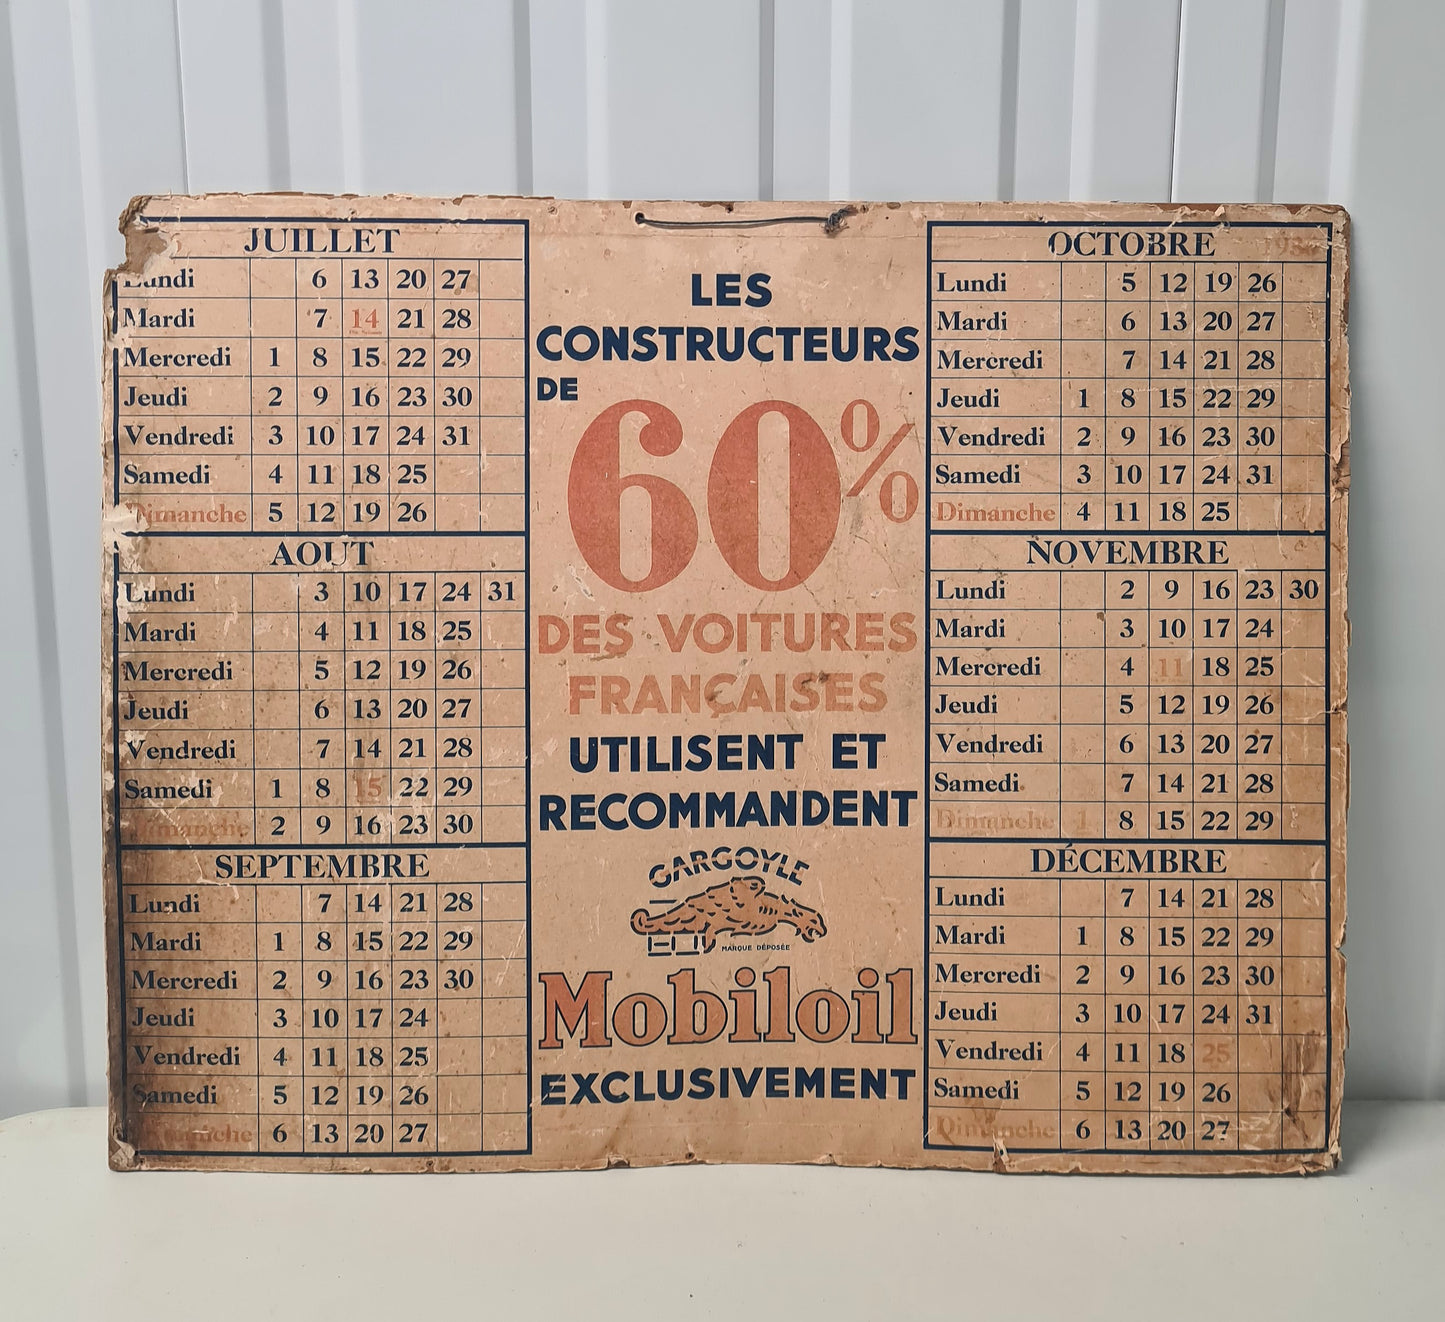 JUILLET
Lundi 6 13 20 27
Mardi 7 14 21 28
Mercredi 1 8 15 22 29
Jeudi 2 9 16 23 30
Vendredi 3 10 17 24 31
Samedi 4 11 18 25
Dimanche 5 12 19 26
AOUT
Lundi 3 10 17 24 31
Mardi 4 11 18 25
Mercredi 5 12 19 26
Jeudi 6 13 20 27
Vendredi 7 14 21 28
Samedi 1 8 15 22 29
Dimanche 2 9 16 23 30
SEPTEMBRE
Lundi 7 14 21 28
Mardi 1 8 15 22 29
Mercredi 2 9 16 23 30
Jeudi 3 10 17 24
Vendredi 4 11 18 25
Samedi 5 12 19 26
Dimanche 6 13 20 27
LES
CONSTRUCTEURS
DE
60%
DES VOITURES
FRANÇAISES
UTILISENT ET
RECOMMANDENT
GARGOYLE
MARQUE DÉPOSÉE
Mobiloil
EXCLUSIVEMENT
OCTOBRE
Lundi 5 12 19 26
Mardi 6 13 20 27
Mercredi 7 14 21 28
Jeudi 1 8 15 22 29
Vendredi 2 9 16 23 30
Samedi 3 10 17 24 31
Dimanche 4 11 18 25
NOVEMBRE
Lundi 2 9 16 23 30
Mardi 3 10 17 24
Mercredi 4 11 18 25
Jeudi 5 12 19 26
Vendredi 6 13 20 27
Samedi 7 14 21 28
Dimanche 1 8 15 22 29
DÉCEMBRE
Lundi 7 14 21 28
Mardi 1 8 15 22 29
Mercredi 2 9 16 23 30
Jeudi 3 10 17 24 31
Vendredi 4 11 18 25
Samedi 5 12 19 26
Dimanche 6 13 20 27